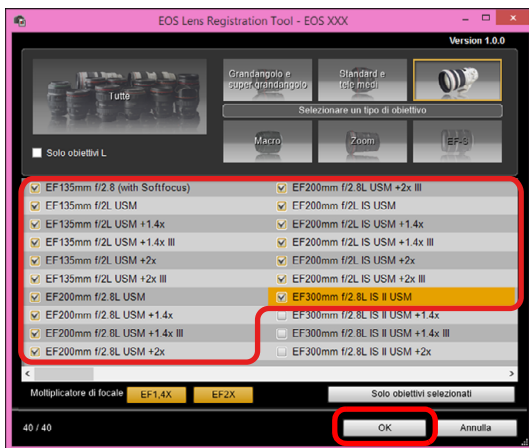 EOS Lens Registration Tool - EOS XXX
Version 1.0.0
Tutte
Grandangolo e
super grandangolo
Standard e
tele medi
Selezionare un tipo di obiettivo
Macro
Zoom
EF-S
Solo obiettivi L
EF135mm f/2.8 (with Softfocus)
EF135mm f/2L USM
EF135mm f/2L USM +1.4x
EF135mm f/2L USM +1.4x III
EF135mm f/2L USM +2x
EF135mm f/2L USM +2x III
EF200mm f/2.8L USM
EF200mm f/2.8L USM +1.4x
EF200mm f/2.8L USM +1.4x III
EF200mm f/2.8L USM +2x
EF200mm f/2.8L USM +2x III
EF200mm f/2L IS USM
EF200mm f/2L IS USM +1.4x
EF200mm f/2L IS USM +1.4x III
EF200mm f/2L IS USM +2x
EF200mm f/2L IS USM +2x III
EF300mm f/2.8L IS II USM
EF300mm f/2.8L IS II USM +1.4x
EF300mm f/2.8L IS II USM +1.4x III
EF300mm f/2.8L IS II USM +2x
Moltiplicatore di focale
EF1,4X
EF2X
Solo obiettivi selezionati
40 / 40
OK
Annulla